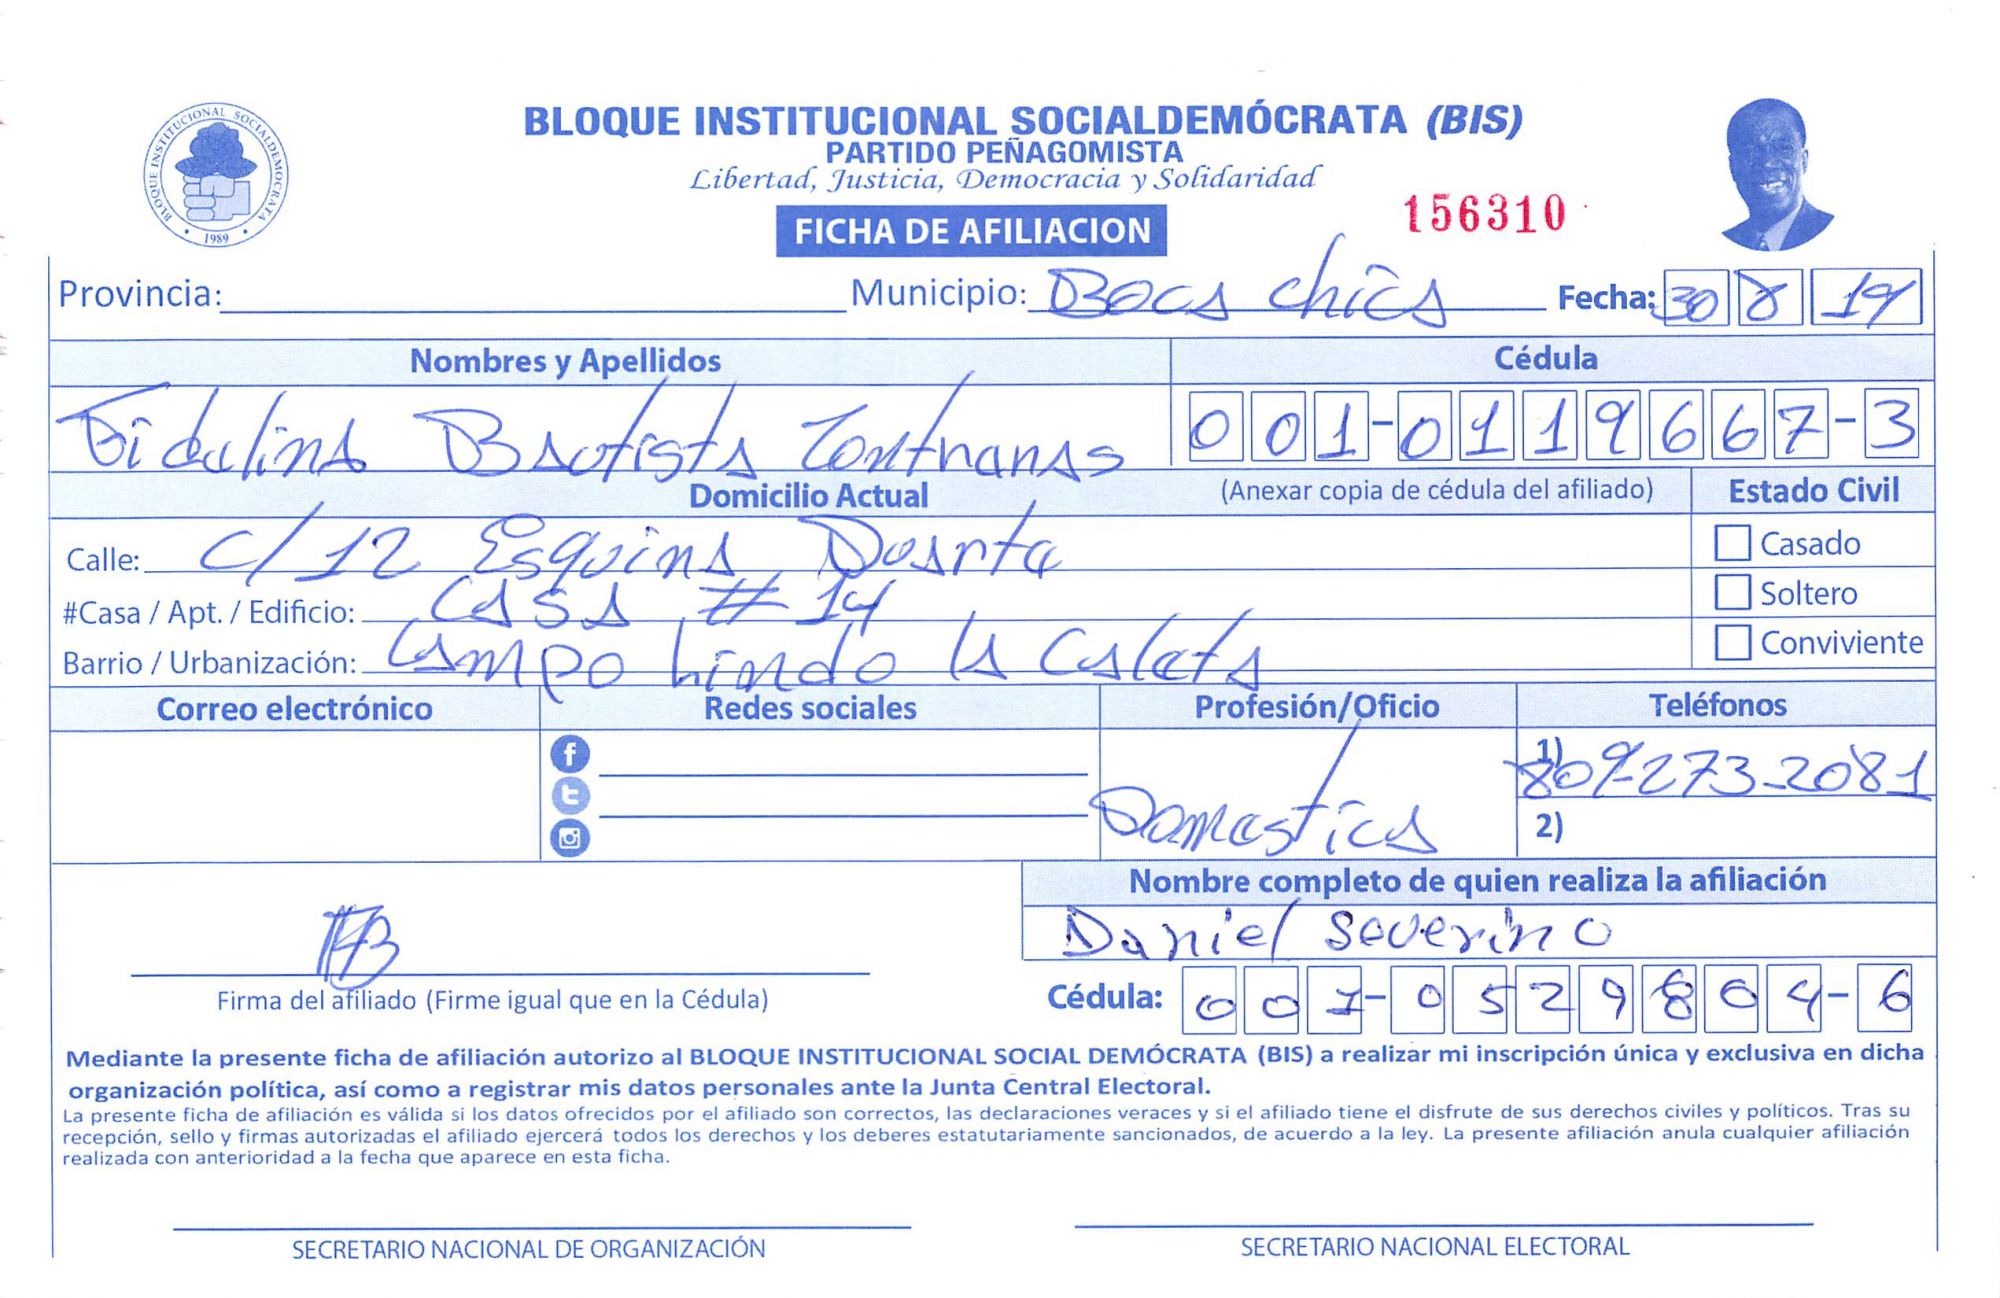 BLOQUE INSTITUCIONAL SOCIALDEMÓCRATA (BIS)
PARTIDO PEÑAGOMISTA
Libertad, Justicia, Democracia y Solidaridad
BLOQUE INSTITUCIONAL SOCIALDEMOCRATA
1989
FICHA DE AFILIACION
156310
Provincia: Municipio: Boca chica Fecha: 30 8 19
Nombres y Apellidos Cédula
Bautista 001-0119667-3
Domicilio Actual (Anexar copia de cédula del afiliado) Estado Civil
Calle: c/12 Esquina Duarte Casado
#Casa / Apt. / Edificio: casa # 14 Soltero
Barrio / Urbanización: Campo Lindo la Caleta Conviviente
Correo electrónico Redes sociales Profesión/Oficio Teléfonos
Domestica 1) 809-273-2081
2)
Nombre completo de quien realiza la afiliación
Daniel Severino
FB
Firma del afiliado (Firme igual que en la Cédula) Cédula: 001-0529804-6
Mediante la presente ficha de afiliación autorizo al BLOQUE INSTITUCIONAL SOCIAL DEMÓCRATA (BIS) a realizar mi inscripción única y exclusiva en dicha
organización política, así como a registrar mis datos personales ante la Junta Central Electoral.
La presente ficha de afiliación es válida si los datos ofrecidos por el afiliado son correctos, las declaraciones veraces y si el afiliado tiene el disfrute de sus derechos civiles y políticos. Tras su
recepción, sello y firmas autorizadas el afiliado ejercerá todos los derechos y los deberes estatutariamente sancionados, de acuerdo a la ley. La presente afiliación anula cualquier afiliación
realizada con anterioridad a la fecha que aparece en esta ficha.
SECRETARIO NACIONAL DE ORGANIZACIÓN SECRETARIO NACIONAL ELECTORAL